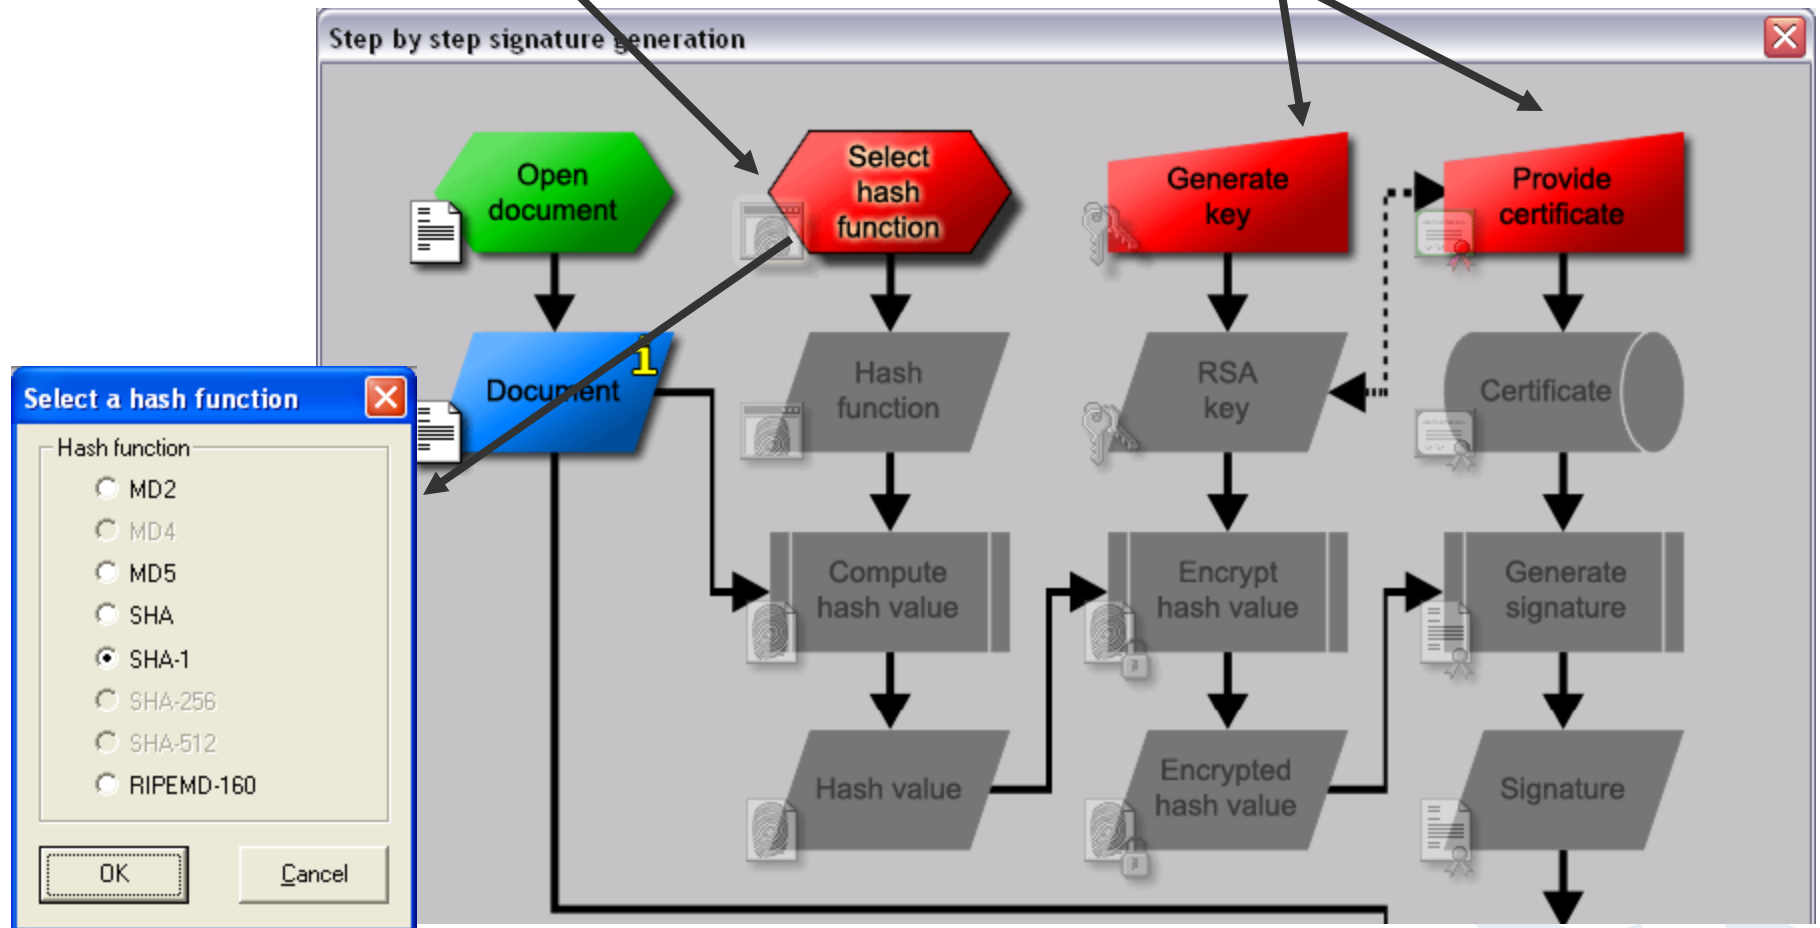 Step by step signature generation
Open
document
Select
hash
function
Generate
key
Provide
certificate
Document
1
Hash
function
RSA
key
Certificate
Compute
hash value
Encrypt
hash value
Generate
signature
Hash value
Encrypted
hash value
Signature
Select a hash function
Hash function
MD2
MD4
MD5
SHA
SHA-1
SHA-256
SHA-512
RIPEMD-160
OK
Cancel